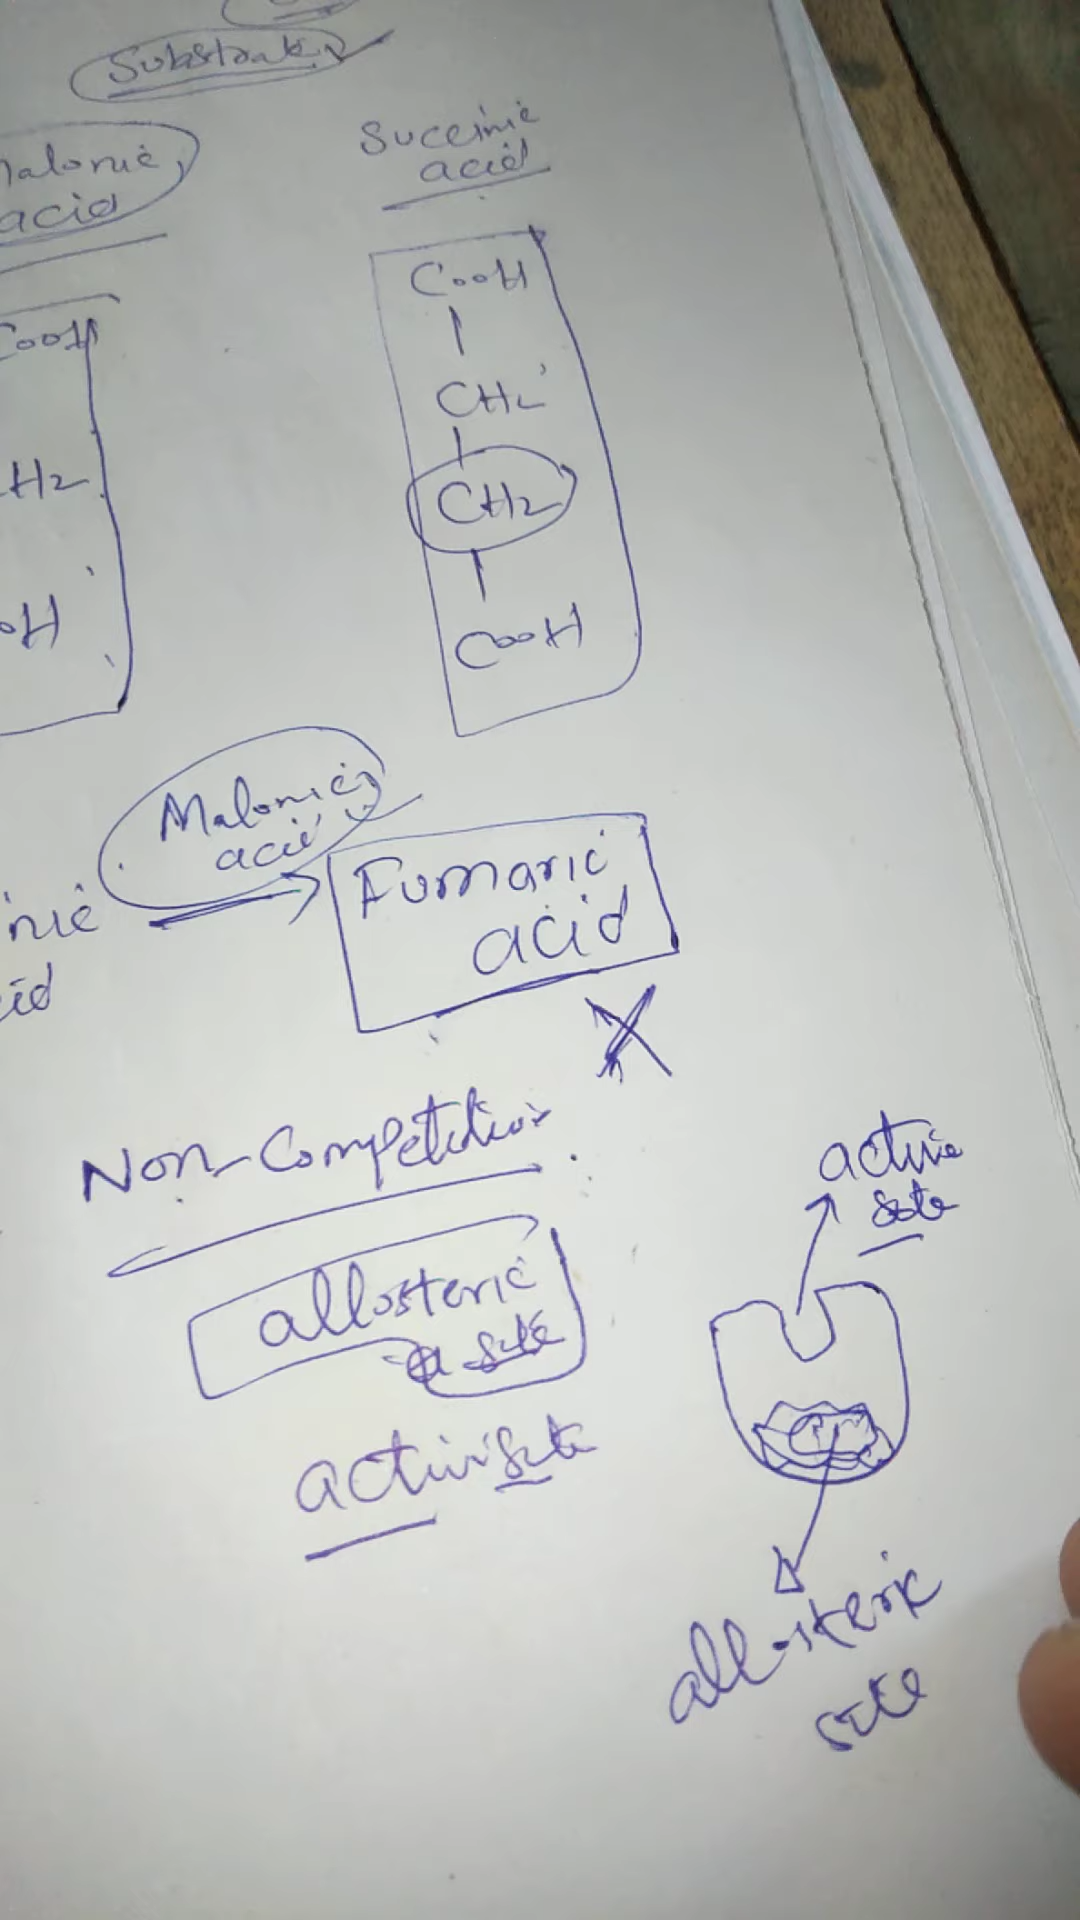 Substrate
Malonic
acid
Succinic
acid
COOH
COOH
CH2
CH2
CH2
COOH
Malonic
acid
Fumaric
acid
Non-Competitive
allosteric
site
active site
active
site
allosteric
site